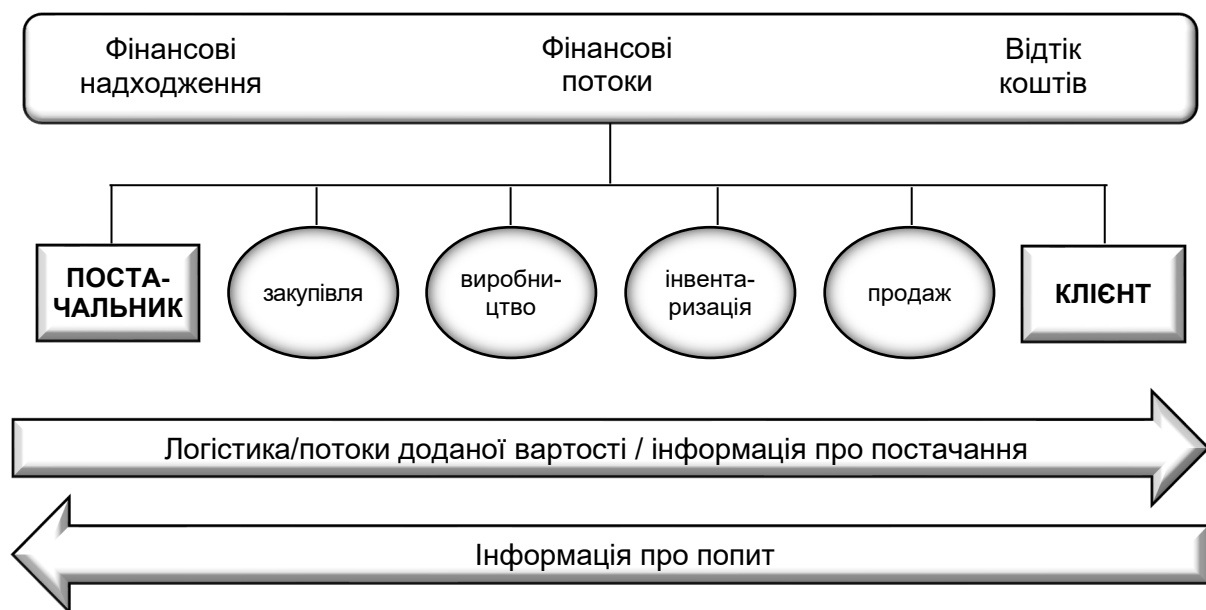 Фінансові
надходження
Фінансові
потоки
Відтік
коштів
ПОСТА-
ЧАЛЬНИК
закупівля
виробни-
цтво
інвента-
ризація
продаж
КЛІЄНТ
Логістика/потоки доданої вартості / інформація про постачання
Інформація про попит